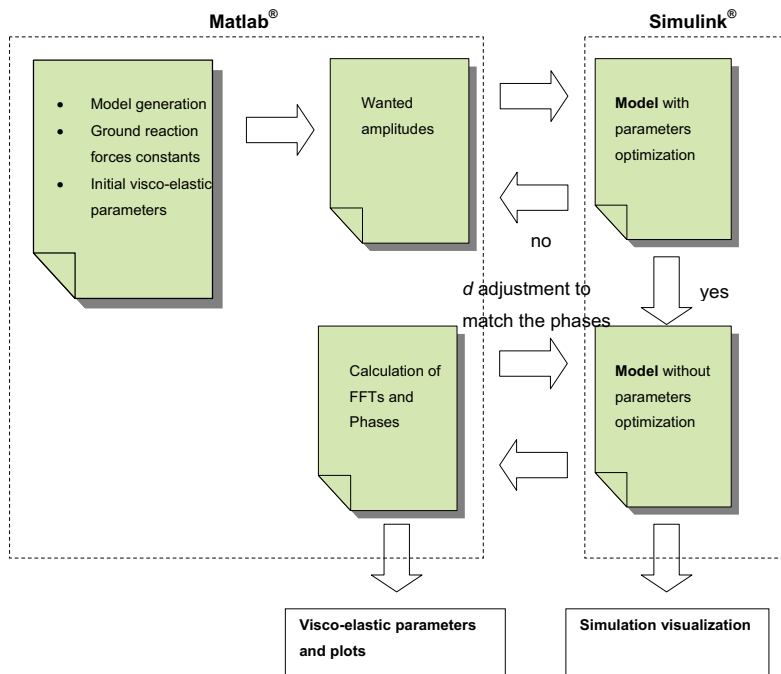 Matlab®
Simulink®
• Model generation
• Ground reaction
forces constants
• Initial visco-elastic
parameters
Wanted
amplitudes
Model with
parameters
optimization
no
yes
d adjustment to
match the phases
Calculation of
FFTs and
Phases
Model without
parameters
optimization
Visco-elastic parameters
and plots
Simulation visualization